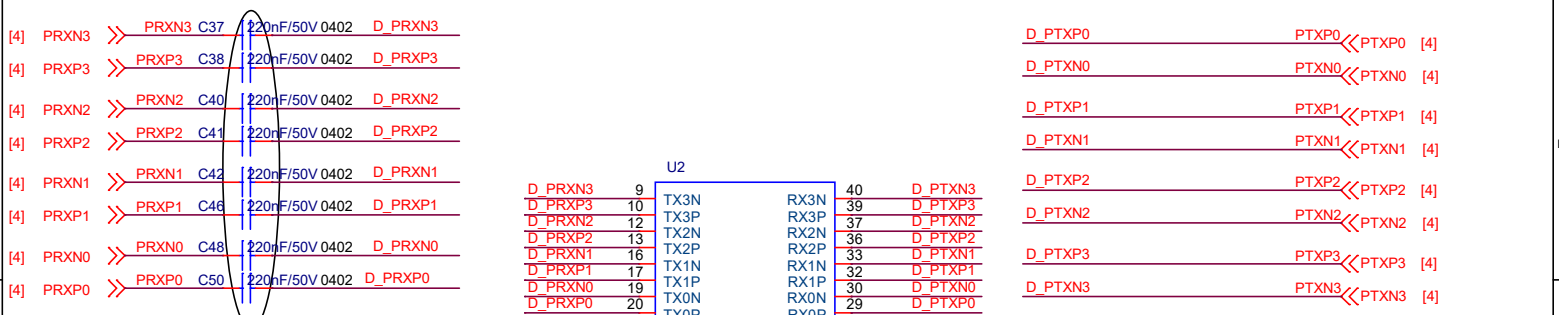 [4] PRXN3 PRXN3 C37 220nF/50V 0402 D_PRXN3
[4] PRXP3 PRXP3 C38 220nF/50V 0402 D_PRXP3
[4] PRXN2 PRXN2 C40 220nF/50V 0402 D_PRXN2
[4] PRXP2 PRXP2 C41 220nF/50V 0402 D_PRXP2
[4] PRXN1 PRXN1 C42 220nF/50V 0402 D_PRXN1
[4] PRXP1 PRXP1 C46 220nF/50V 0402 D_PRXP1
[4] PRXN0 PRXN0 C48 220nF/50V 0402 D_PRXN0
[4] PRXP0 PRXP0 C50 220nF/50V 0402 D_PRXP0
U2
D_PRXN3 9 TX3N RX3N 40 D_PTXN3
D_PRXP3 10 TX3P RX3P 39 D_PTXP3
D_PRXN2 12 TX2N RX2N 37 D_PTXN2
D_PRXP2 13 TX2P RX2P 36 D_PTXP2
D_PRXN1 16 TX1N RX1N 33 D_PTXN1
D_PRXP1 17 TX1P RX1P 32 D_PTXP1
D_PRXN0 19 TX0N RX0N 30 D_PTXN0
D_PRXP0 20 TX0P RX0P 29 D_PTXP0
D_PTXP0 PTXP0 PTXP0 [4]
D_PTXN0 PTXN0 PTXN0 [4]
D_PTXP1 PTXP1 PTXP1 [4]
D_PTXN1 PTXN1 PTXN1 [4]
D_PTXP2 PTXP2 PTXP2 [4]
D_PTXN2 PTXN2 PTXN2 [4]
D_PTXP3 PTXP3 PTXP3 [4]
D_PTXN3 PTXN3 PTXN3 [4]